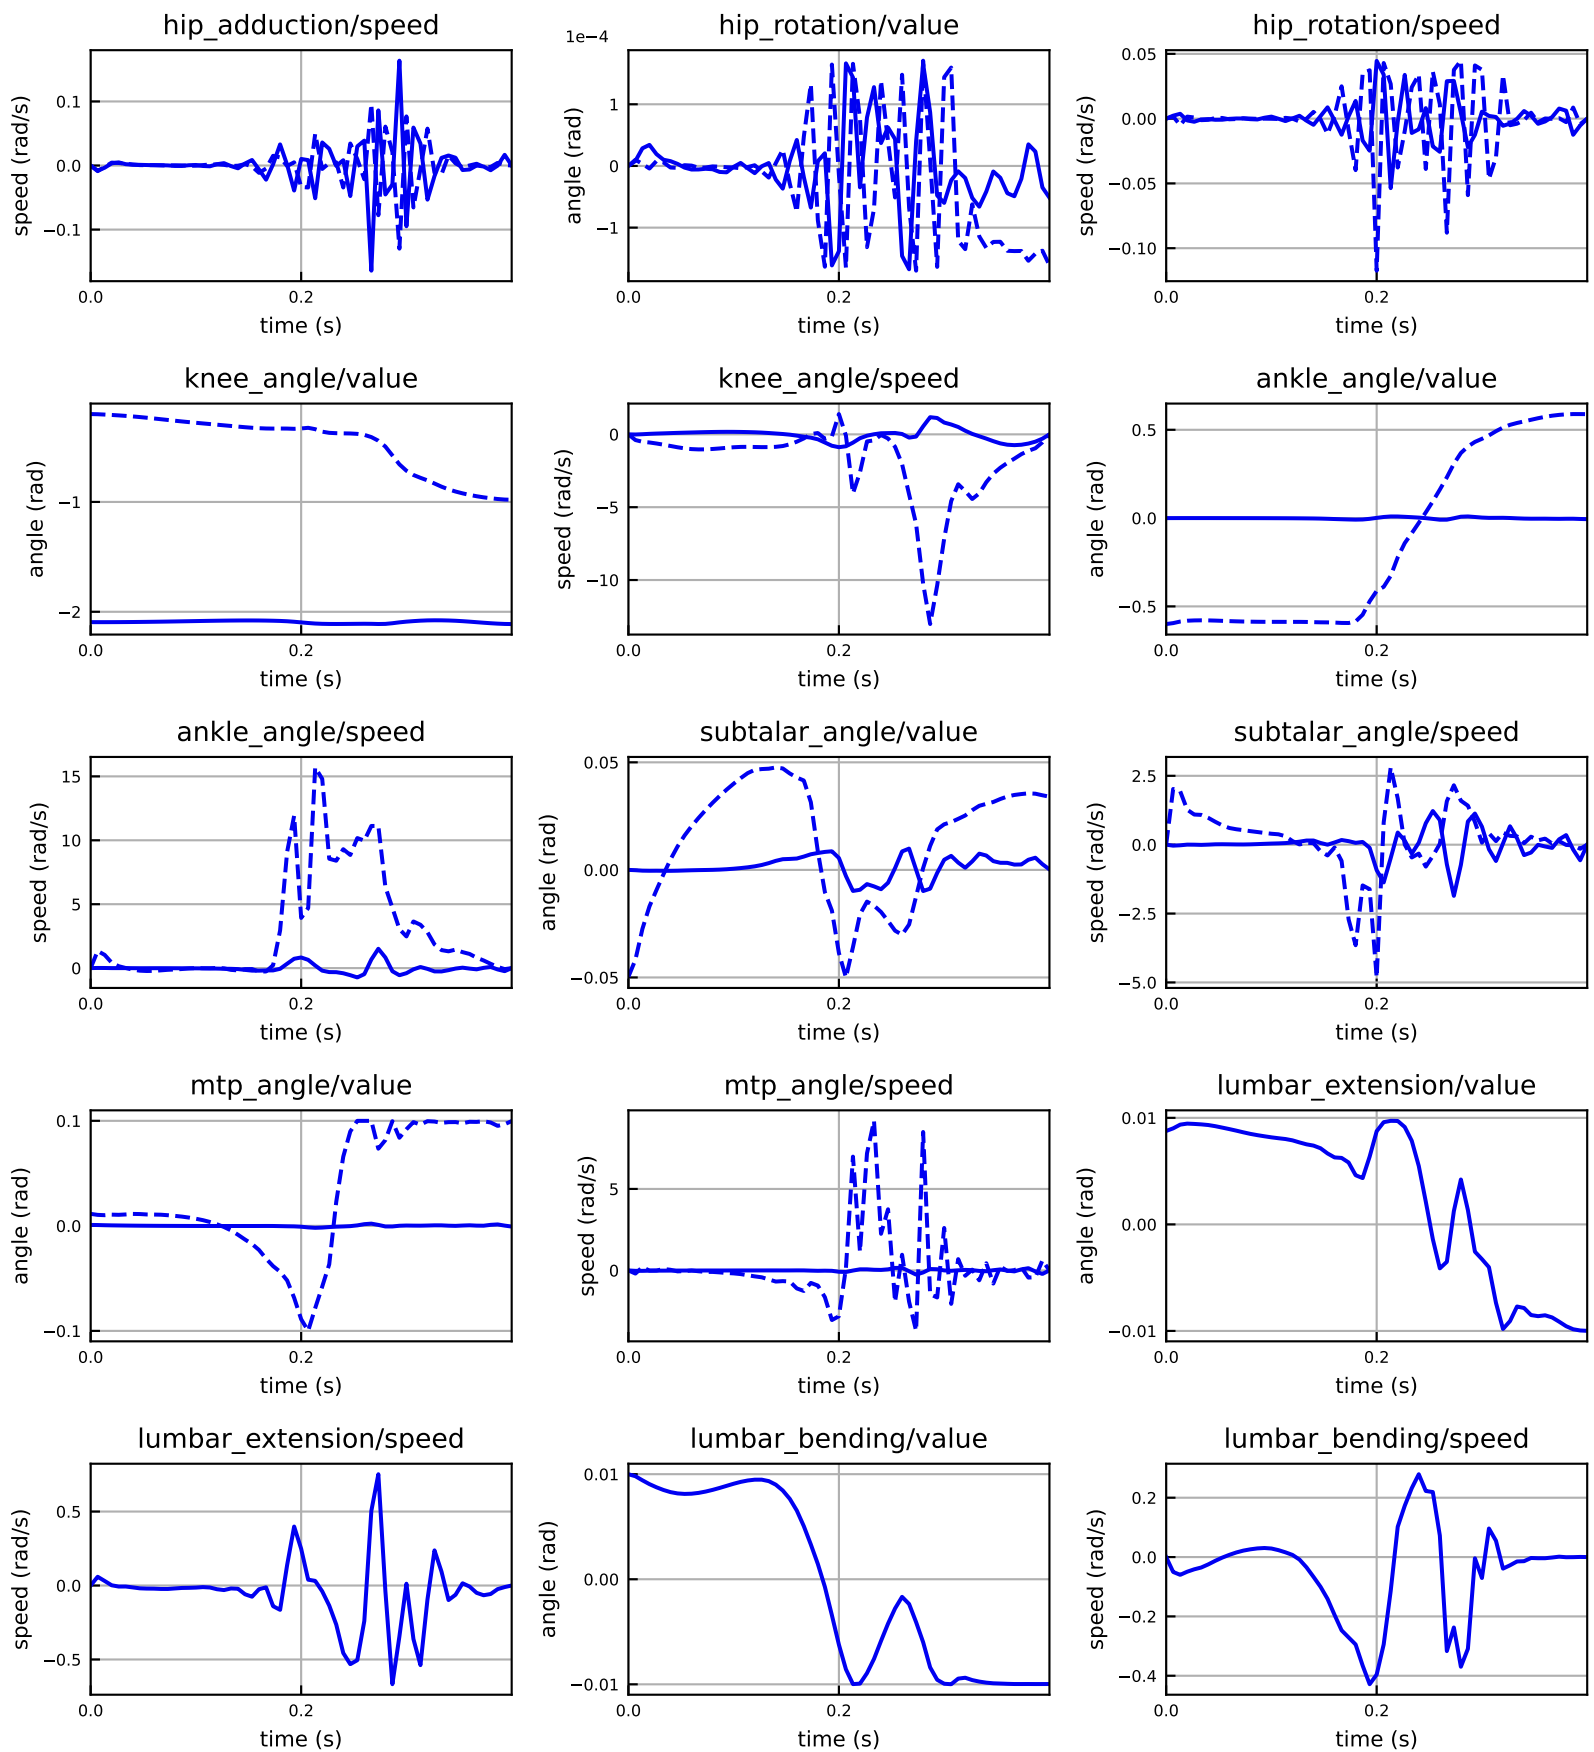 hip_adduction/speed
speed (rad/s)
0.1
0.0
−0.1
0.0
0.2
time (s)
hip_rotation/value
1e−4
angle (rad)
1
0
−1
0.0
0.2
time (s)
hip_rotation/speed
speed (rad/s)
0.05
0.00
−0.05
−0.10
0.0
0.2
time (s)
knee_angle/value
angle (rad)
−1
−2
0.0
0.2
time (s)
knee_angle/speed
speed (rad/s)
0
−5
−10
0.0
0.2
time (s)
ankle_angle/value
angle (rad)
0.5
0.0
−0.5
0.0
0.2
time (s)
ankle_angle/speed
speed (rad/s)
15
10
5
0
0.0
0.2
time (s)
subtalar_angle/value
angle (rad)
0.05
0.00
−0.05
0.0
0.2
time (s)
subtalar_angle/speed
speed (rad/s)
2.5
0.0
−2.5
−5.0
0.0
0.2
time (s)
mtp_angle/value
angle (rad)
0.1
0.0
−0.1
0.0
0.2
time (s)
mtp_angle/speed
speed (rad/s)
5
0
0.0
0.2
time (s)
lumbar_extension/value
angle (rad)
0.01
0.00
−0.01
0.0
0.2
time (s)
lumbar_extension/speed
speed (rad/s)
0.5
0.0
−0.5
0.0
0.2
time (s)
lumbar_bending/value
angle (rad)
0.01
0.00
−0.01
0.0
0.2
time (s)
lumbar_bending/speed
speed (rad/s)
0.2
0.0
−0.2
−0.4
0.0
0.2
time (s)